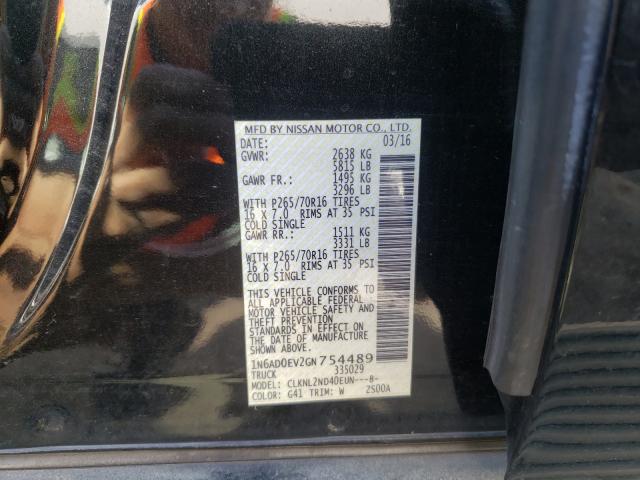 MFD BY NISSAN MOTOR CO., LTD.
DATE: 03/16
GVWR: 2638 KG
5815 LB
GAWR FR.: 1495 KG
3296 LB
WITH P265/70R16 TIRES
16 X 7.0 RIMS AT 35 PSI
COLD SINGLE
GAWR RR.: 1511 KG
3331 LB
WITH P265/70R16 TIRES
16 X 7.0 RIMS AT 35 PSI
COLD SINGLE
THIS VEHICLE CONFORMS TO
ALL APPLICABLE FEDERAL
MOTOR VEHICLE SAFETY AND
THEFT PREVENTION
STANDARDS IN EFFECT ON
THE DATE OF MANUFACTURE
SHOWN ABOVE.
1N6AD0EV2GN 754489
TRUCK 335029
MODEL: CLKNL2ND40EUN---B-
COLOR: G41 TRIM: W 2S00A